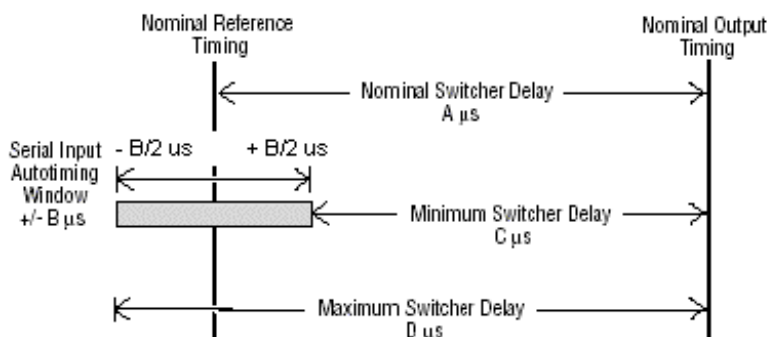 Nominal Reference
Timing
Nominal Output
Timing
Nominal Switcher Delay
A µs
Serial Input
Autotiming
Window
+/- B µs
- B/2 us
+ B/2 us
Minimum Switcher Delay
C µs
Maximum Switcher Delay
D µs